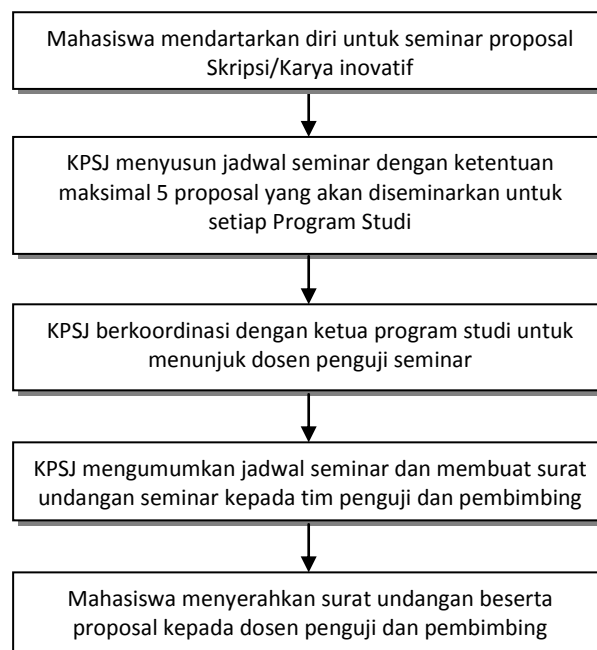 Mahasiswa mendartarkan diri untuk seminar proposal
Skripsi/Karya inovatif
KPSJ menyusun jadwal seminar dengan ketentuan
maksimal 5 proposal yang akan diseminarkan untuk
setiap Program Studi
KPSJ berkoordinasi dengan ketua program studi untuk
menunjuk dosen penguji seminar
KPSJ mengumumkan jadwal seminar dan membuat surat
undangan seminar kepada tim penguji dan pembimbing
Mahasiswa menyerahkan surat undangan beserta
proposal kepada dosen penguji dan pembimbing